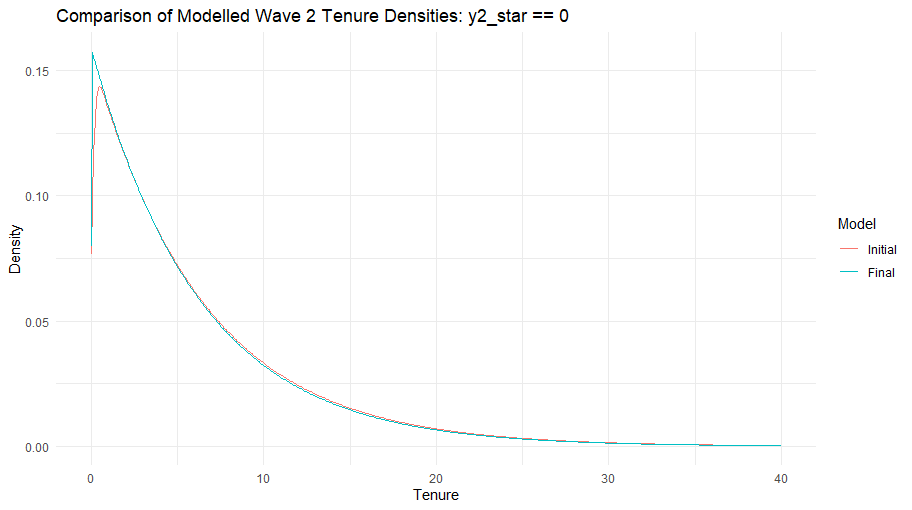 Comparison of Modelled Wave 2 Tenure Densities: y2_star == 0
Density
0.15
0.10
0.05
0.00
0
10
20
30
40
Tenure
Model
Initial
Final